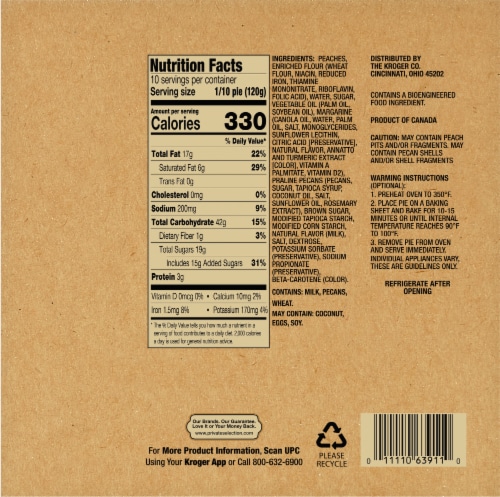 Nutrition Facts
10 servings per container
Serving size 1/10 pie (120g)
Amount per serving
Calories 330
% Daily Value*
Total Fat 17g 22%
Saturated Fat 6g 29%
Trans Fat 0g
Cholesterol 0mg 0%
Sodium 200mg 9%
Total Carbohydrate 42g 15%
Dietary Fiber 1g 3%
Total Sugars 19g
Includes 15g Added Sugars 31%
Protein 3g
Vitamin D 0mcg 0% • Calcium 10mg 2%
Iron 1.5mg 8% • Potassium 170mg 4%
* The % Daily Value tells you how much a nutrient in a
serving of food contributes to a daily diet. 2,000 calories
a day is used for general nutrition advice.
INGREDIENTS: PEACHES,
ENRICHED FLOUR (WHEAT
FLOUR, NIACIN, REDUCED
IRON, THIAMINE
MONONITRATE, RIBOFLAVIN,
FOLIC ACID), WATER, SUGAR,
VEGETABLE OIL (PALM OIL,
SOYBEAN OIL), MARGARINE
(CANOLA OIL, WATER, PALM
OIL, SALT, MONOGLYCERIDES,
SUNFLOWER LECITHIN,
CITRIC ACID [PRESERVATIVE],
NATURAL FLAVOR, ANNATTO
AND TURMERIC EXTRACT
[COLOR], VITAMIN A
PALMITATE, VITAMIN D2),
PRALINE PECANS (PECANS,
SUGAR, TAPIOCA SYRUP,
COCONUT OIL, SALT,
SUNFLOWER OIL, ROSEMARY
EXTRACT), BROWN SUGAR,
MODIFIED TAPIOCA STARCH,
MODIFIED CORN STARCH,
NATURAL FLAVOR (MILK),
SALT, DEXTROSE,
POTASSIUM SORBATE
(PRESERVATIVE), SODIUM
PROPIONATE
(PRESERVATIVE),
BETA-CAROTENE (COLOR).
CONTAINS: MILK, PECANS,
WHEAT.
MAY CONTAIN: COCONUT,
EGGS, SOY.
DISTRIBUTED BY
THE KROGER CO.
CINCINNATI, OHIO 45202
CONTAINS A BIOENGINEERED
FOOD INGREDIENT.
PRODUCT OF CANADA
CAUTION: MAY CONTAIN PEACH
PITS AND/OR FRAGMENTS. MAY
CONTAIN PECAN SHELLS
AND/OR SHELL FRAGMENTS
WARMING INSTRUCTIONS
(OPTIONAL):
1. PREHEAT OVEN TO 350°F.
2. PLACE PIE ON A BAKING
SHEET AND BAKE FOR 10-15
MINUTES OR UNTIL INTERNAL
TEMPERATURE REACHES 90°F
TO 100°F.
3. REMOVE PIE FROM OVEN
AND SERVE IMMEDIATELY.
INDIVIDUAL APPLIANCES VARY,
THESE ARE GUIDELINES ONLY.
REFRIGERATE AFTER
OPENING
Our Brands. Our Guarantee.
Love It or Your Money Back.
www.privateselection.com
For More Product Information, Scan UPC
Using Your Kroger App or Call 800-632-6900
PLEASE
RECYCLE
0 11110 63911 0